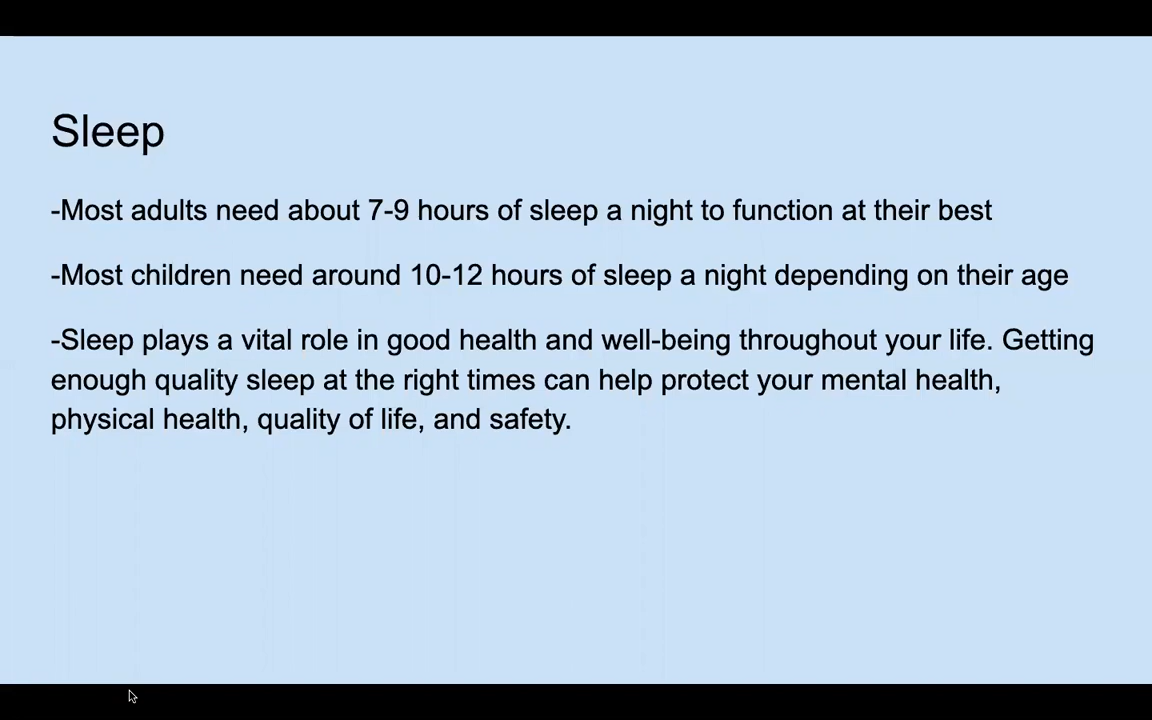 Sleep
-Most adults need about 7-9 hours of sleep a night to function at their best
-Most children need around 10-12 hours of sleep a night depending on their age
-Sleep plays a vital role in good health and well-being throughout your life. Getting
enough quality sleep at the right times can help protect your mental health,
physical health, quality of life, and safety.